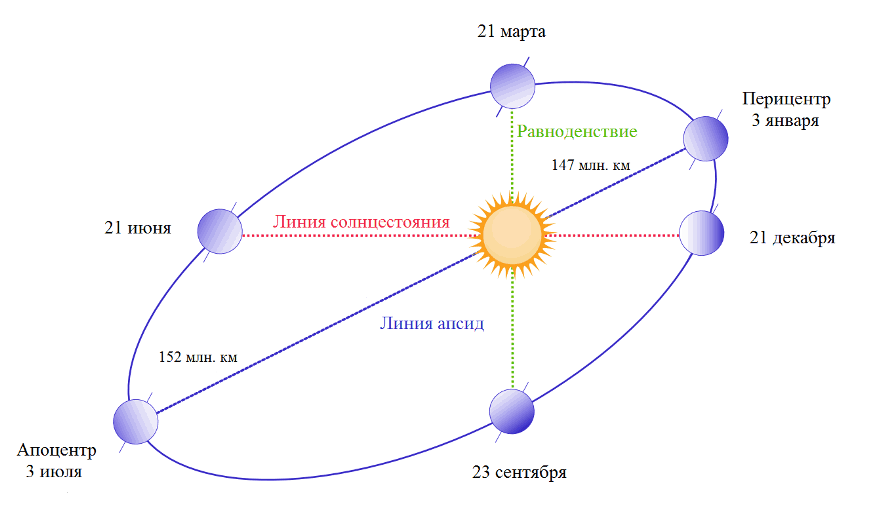 21 марта
Перицентр
3 января
Равноденствие
147 млн. км
21 июня
Линия солнцестояния
21 декабря
Линия апсид
152 млн. км
Апоцентр
3 июля
23 сентября